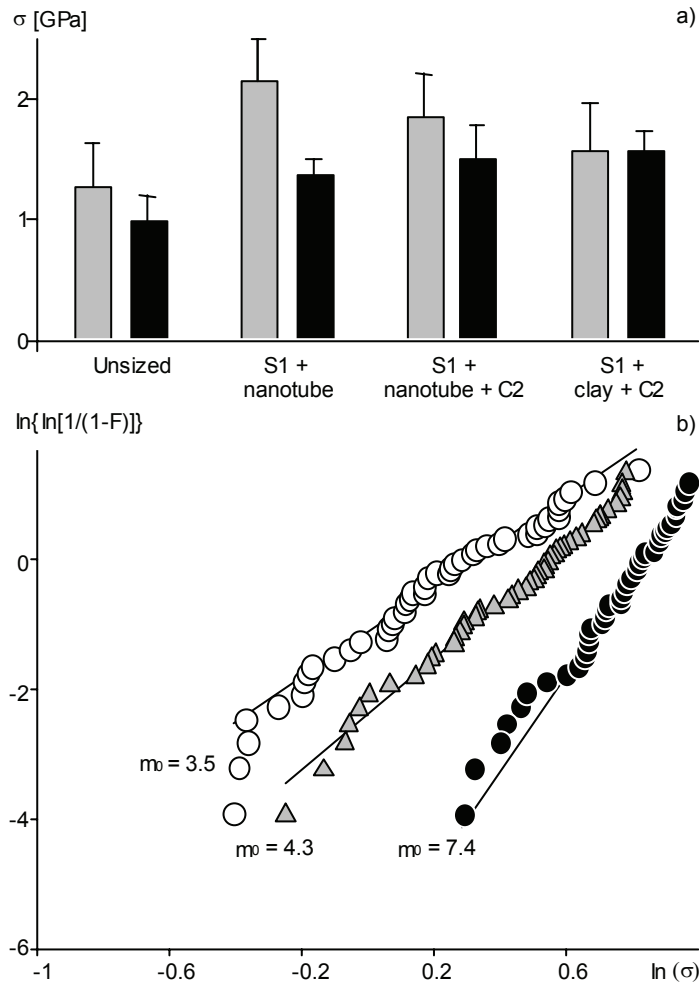 σ [GPa]
a)
2
1
0
Unsized
S1 +
nanotube
S1 +
nanotube + C2
S1 +
clay + C2
ln{ln[1/(1-F)]}
b)
0
-2
m₀ = 3.5
-4
m₀ = 4.3
m₀ = 7.4
-6
-1
-0.6
-0.2
0.2
0.6
ln (σ)